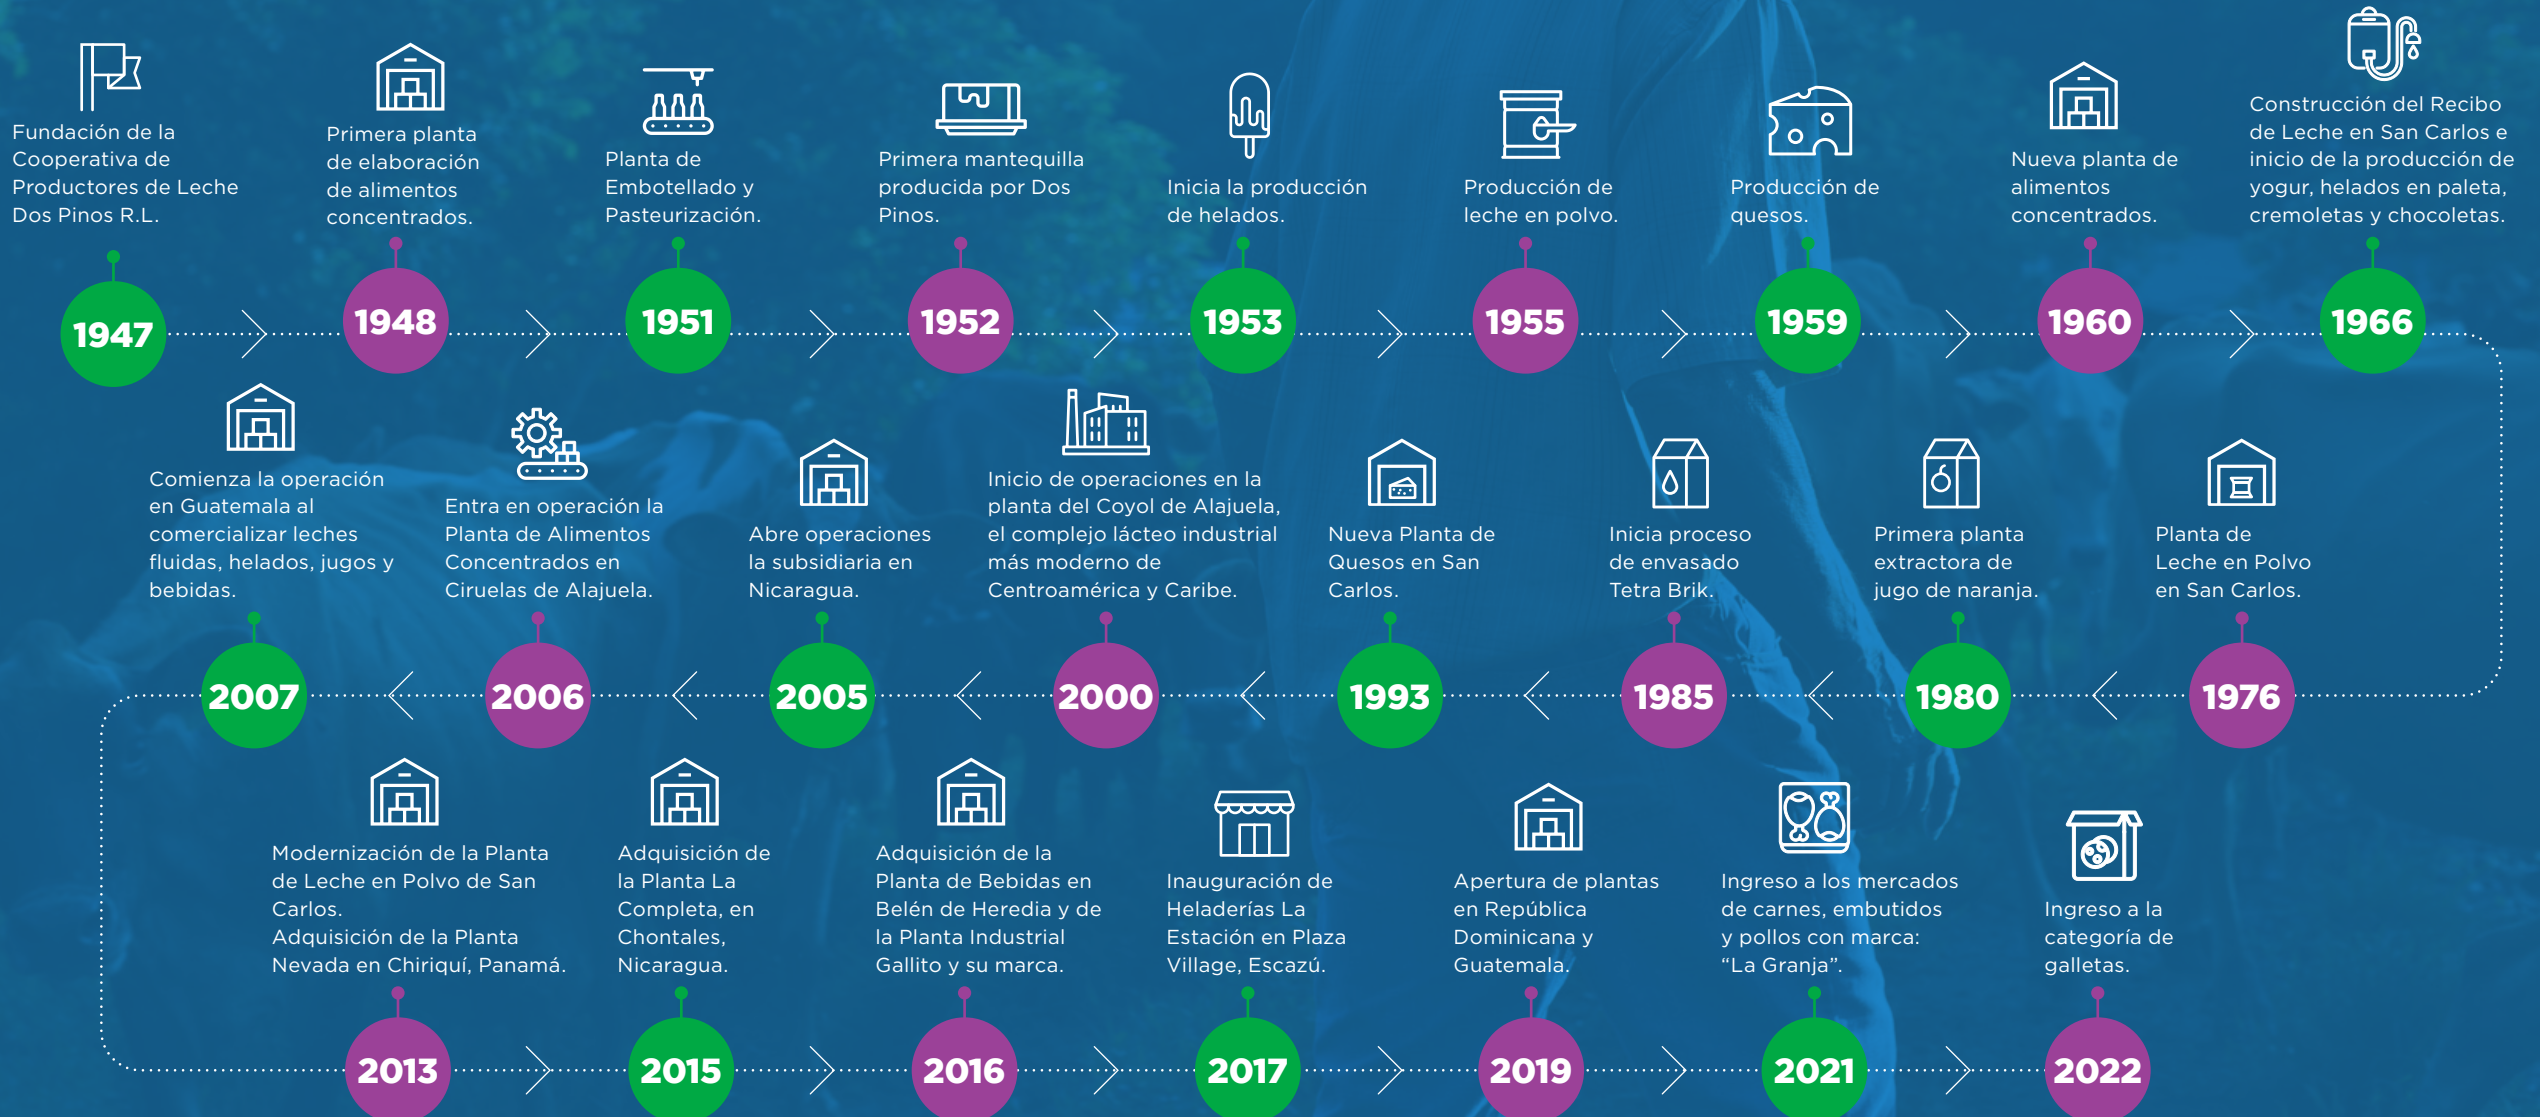 Fundación de la
Cooperativa de
Productores de Leche
Dos Pinos R.L.
1947
Primera planta
de elaboración
de alimentos
concentrados.
1948
Planta de
Embotellado y
Pasteurización.
1951
Primera mantequilla
producida por Dos
Pinos.
1952
Inicia la producción
de helados.
1953
Producción de
leche en polvo.
1955
Producción de
quesos.
1959
Nueva planta de
alimentos
concentrados.
1960
Construcción del Recibo
de Leche en San Carlos e
inicio de la producción de
yogur, helados en paleta,
cremoletas y chocoletas.
1966
Planta de
Leche en Polvo
en San Carlos.
1976
Primera planta
extractora de
jugo de naranja.
1980
Inicia proceso
de envasado
Tetra Brik.
1985
Nueva Planta de
Quesos en San
Carlos.
1993
Inicio de operaciones en la
planta del Coyol de Alajuela,
el complejo lácteo industrial
más moderno de
Centroamérica y Caribe.
2000
Abre operaciones
la subsidiaria en
Nicaragua.
2005
Entra en operación la
Planta de Alimentos
Concentrados en
Ciruelas de Alajuela.
2006
Comienza la operación
en Guatemala al
comercializar leches
fluidas, helados, jugos y
bebidas.
2007
Modernización de la Planta
de Leche en Polvo de San
Carlos.
Adquisición de la Planta
Nevada en Chiriquí, Panamá.
2013
Adquisición de
la Planta La
Completa, en
Chontales,
Nicaragua.
2015
Adquisición de la
Planta de Bebidas en
Belén de Heredia y de
la Planta Industrial
Gallito y su marca.
2016
Inauguración de
Heladerías La
Estación en Plaza
Village, Escazú.
2017
Apertura de plantas
en República
Dominicana y
Guatemala.
2019
Ingreso a los mercados
de carnes, embutidos
y pollos con marca:
“La Granja”.
2021
Ingreso a la
categoría de
galletas.
2022